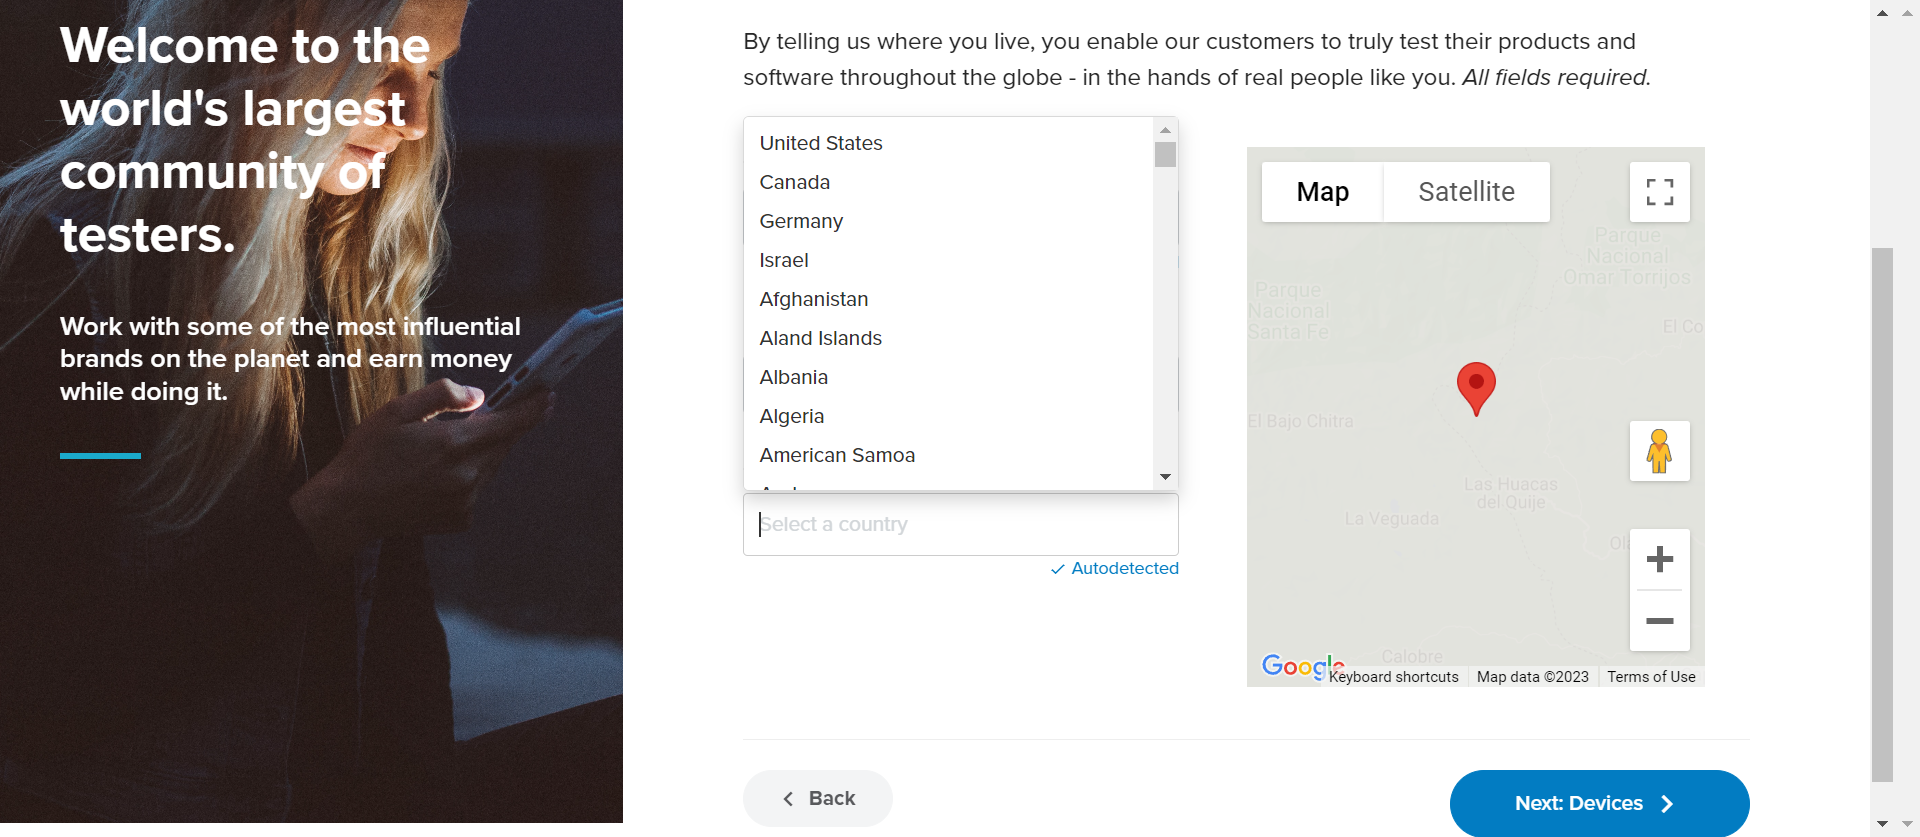 Welcome to the
world's largest
community of
testers.
Work with some of the most influential
brands on the planet and earn money
while doing it.
By telling us where you live, you enable our customers to truly test their products and
software throughout the globe - in the hands of real people like you. All fields required.
United States
Canada
Germany
Israel
Afghanistan
Aland Islands
Albania
Algeria
American Samoa
Select a country
Autodetected
Map
Satellite
Parque
Nacional
Omar Torrijos
Parque
Nacional
Santa Fe
El Co
El Bajo Chitra
Las Huacas
del Quije
La Veguada
Calobre
Google
Keyboard shortcuts
Map data ©2023
Terms of Use
Back
Next: Devices